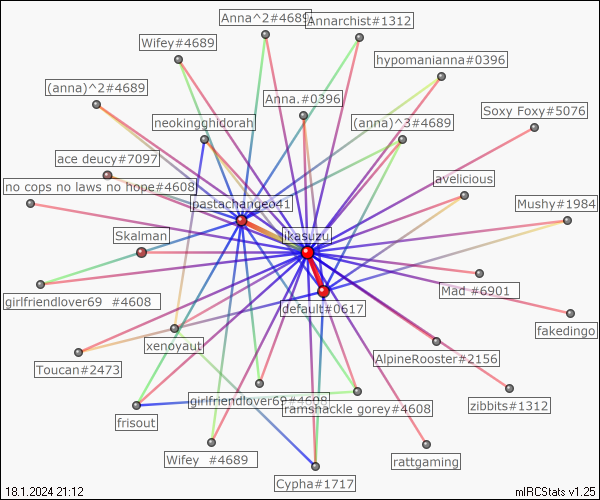 Anna^2#4689
Annarchist#1312
Wifey#4689
hypomanianna#0396
(anna)^2#4689
Anna.#0396
Soxy Foxy#5076
neokingghidorah
(anna)^3#4689
ace deucy#7097
no cops no laws no hope#4608
avelicious
pastachangeo41
Mushy#1984
Skalman
ikasuzu
Mad #6901
girlfriendlover69 #4608
default#0617
fakedingo
xenoyaut
AlpineRooster#2156
Toucan#2473
girlfriendlover69#4608
ramshackle gorey#4608
zibbits#1312
frisout
Wifey #4689
rattgaming
Cypha#1717
18.1.2024 21:12
mIRCStats v1.25